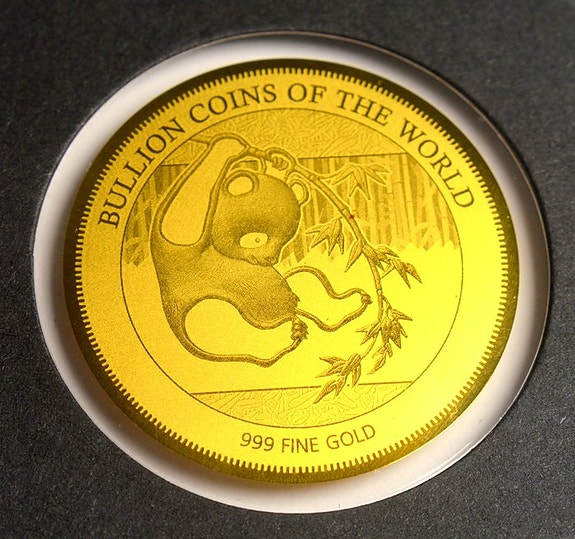 BULLION COINS OF THE WORLD
999 FINE GOLD